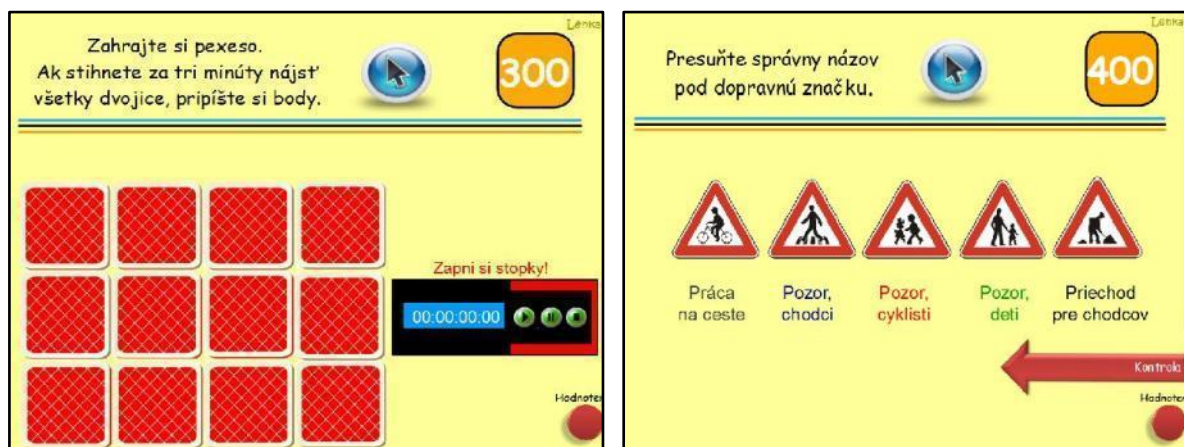 Lenka
Zahrajte si pexeso.
Ak stihnete za tri minúty nájsť
všetky dvojice, pripíšte si body.
300
Zapni si stopky!
00:00:00:00
Hodnoten
Lenka
Presuňte správny názov
pod dopravnú značku.
400
Práca
na ceste
Pozor,
chodci
Pozor,
cyklisti
Pozor,
deti
Priechod
pre chodcov
Kontrola
Hodnoten